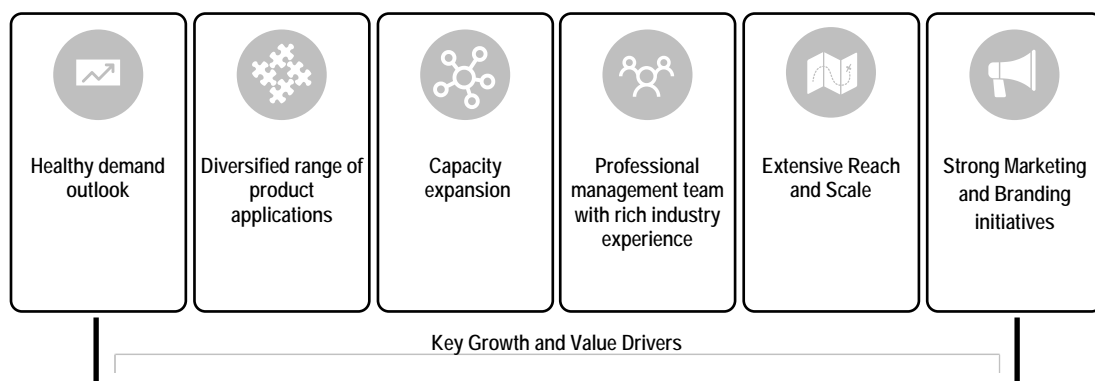 Healthy demand
outlook
Diversified range of
product
applications
Capacity
expansion
Professional
management team
with rich industry
experience
Extensive Reach
and Scale
Strong Marketing
and Branding
initiatives
Key Growth and Value Drivers